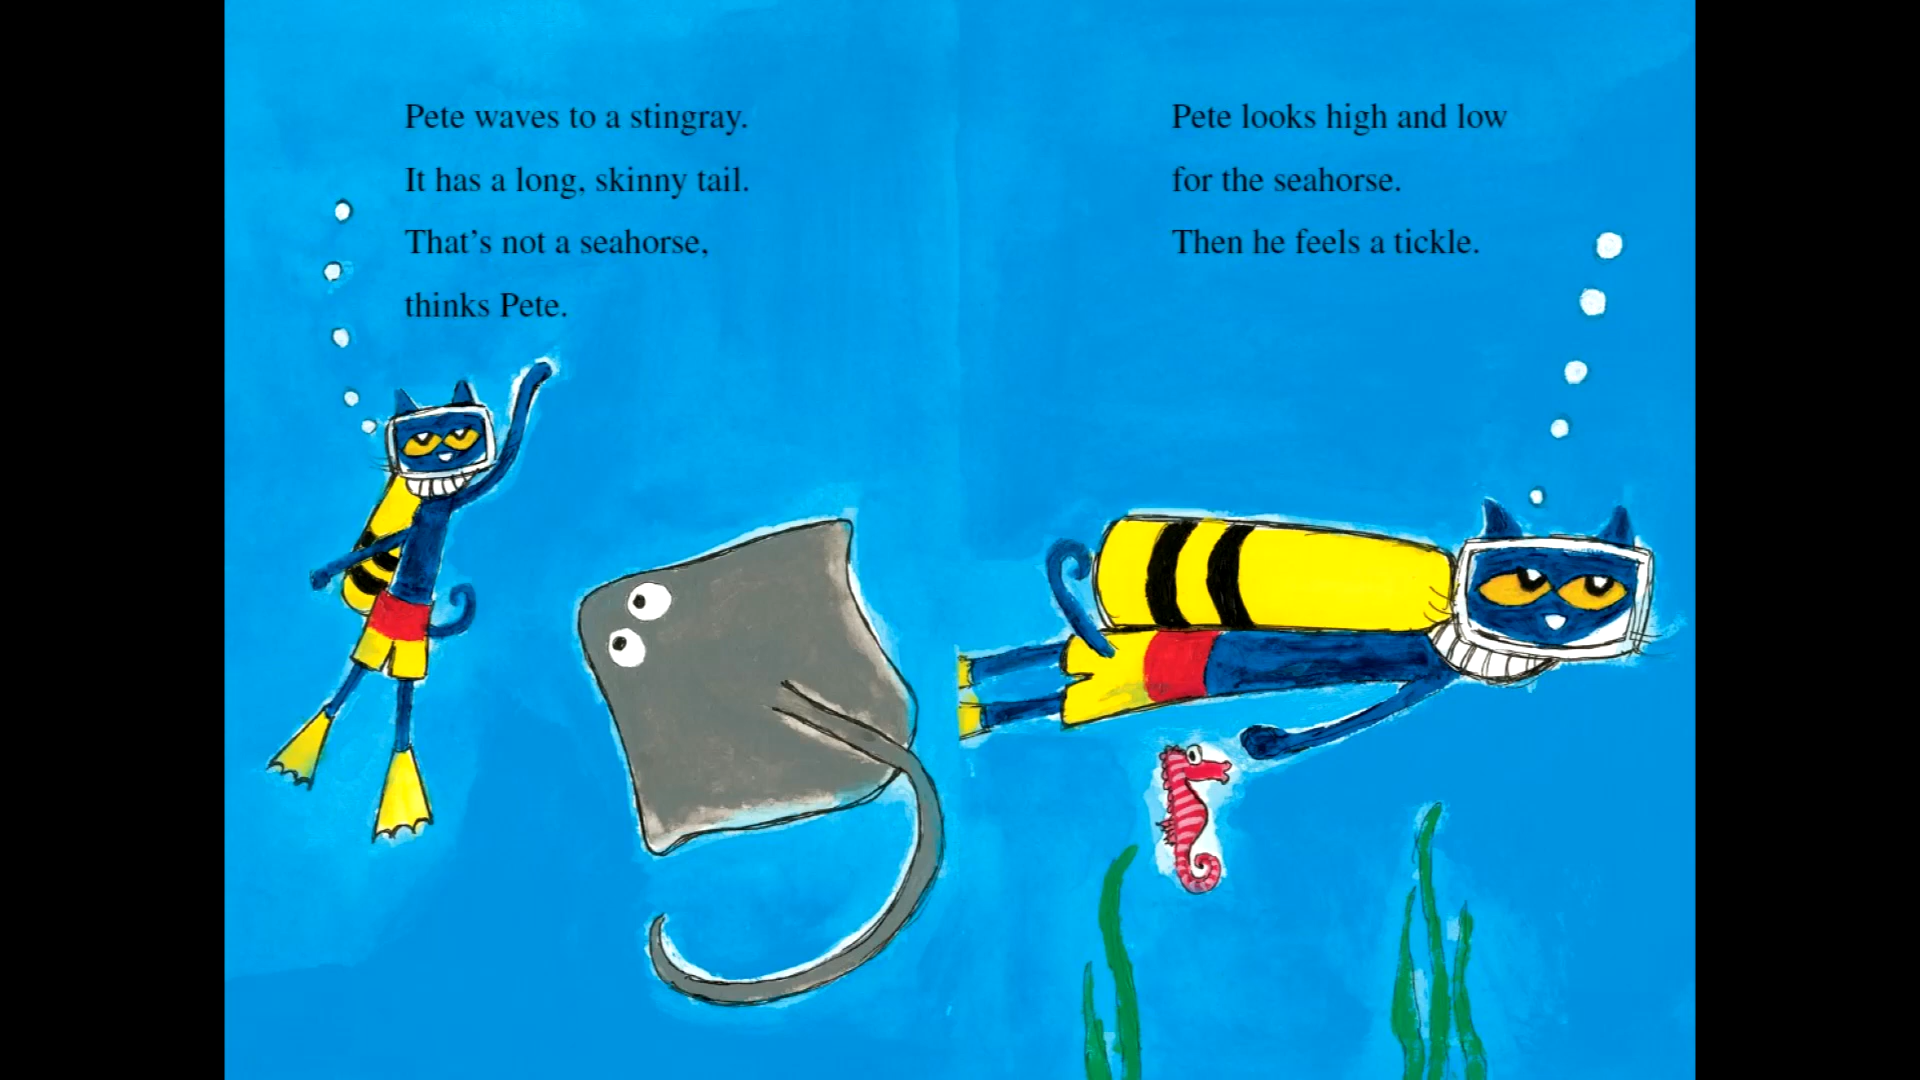 Pete waves to a stingray.
It has a long, skinny tail.
That's not a seahorse,
thinks Pete.
Pete looks high and low
for the seahorse.
Then he feels a tickle.